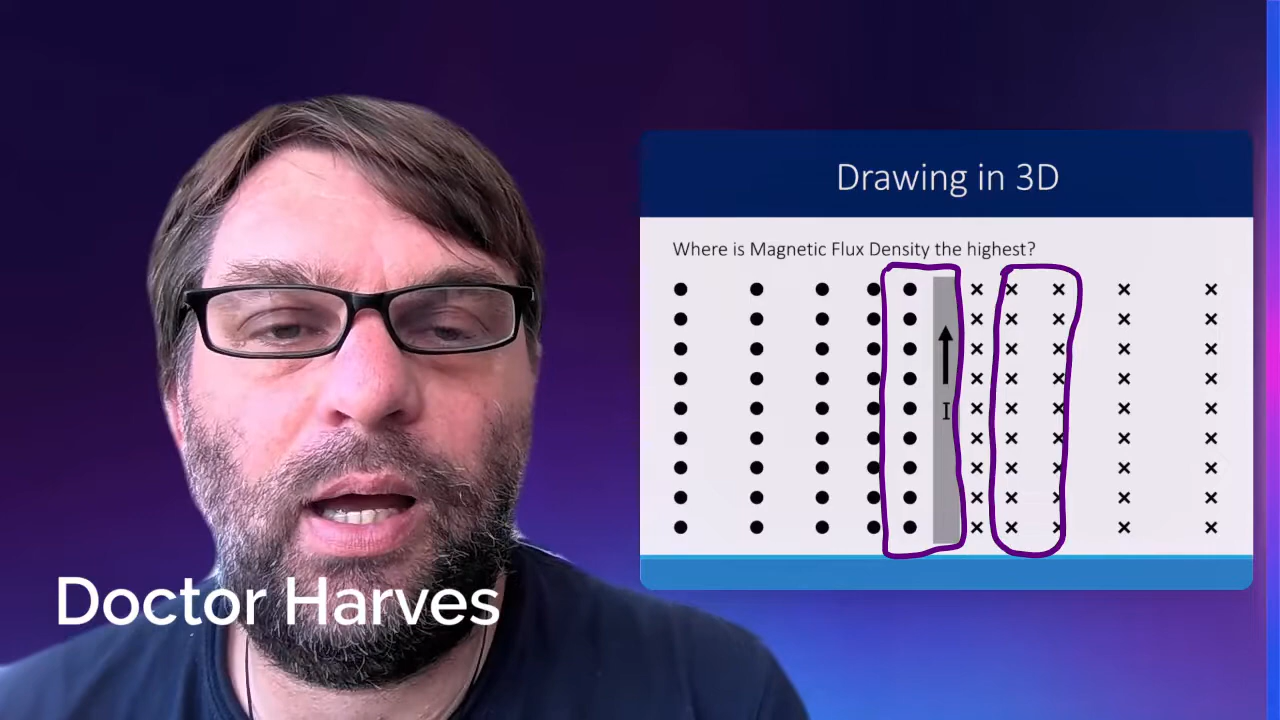 Drawing in 3D
Where is Magnetic Flux Density the highest?
I
Doctor Harves